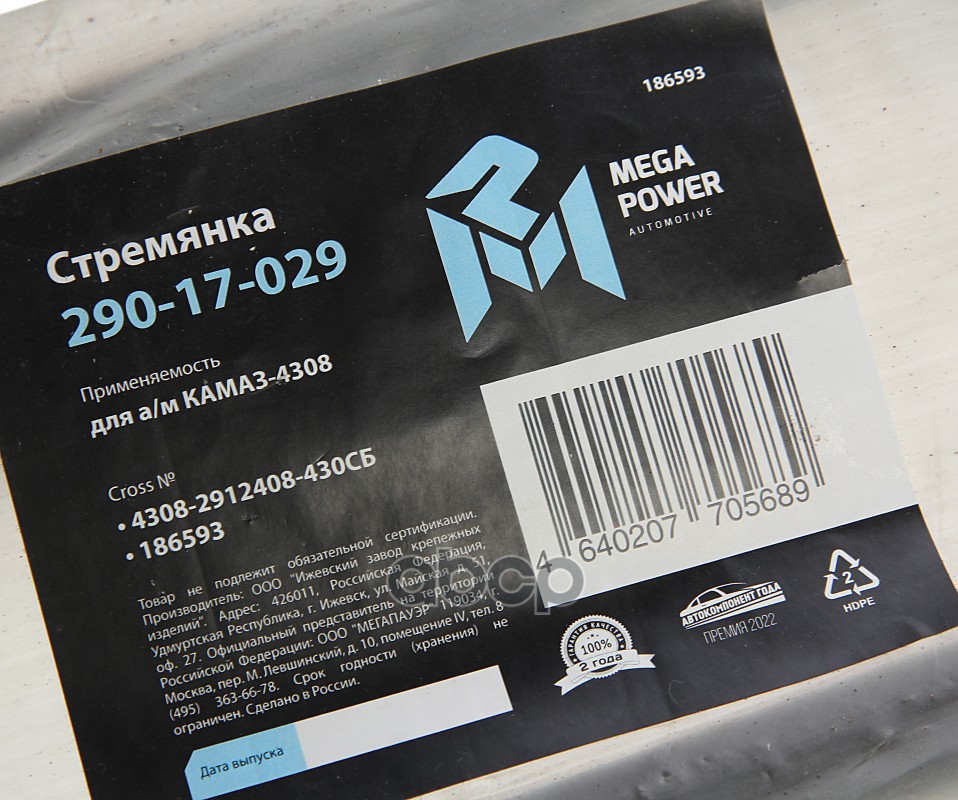 186593
MEGA
POWER
AUTOMOTIVE
Стремянка
290-17-029
Применяемость
для а/м КАМАЗ-4308
Cross №
• 4308-2912408-430СБ
• 186593
Товар не подлежит обязательной сертификации.
Производитель: ООО "Ижевский завод крепежных
изделий". Адрес: 426011, Российская Федерация,
Удмуртская Республика, г. Ижевск, ул. Майская, д. 51,
оф. 27. Официальный представитель на территории
Российской Федерации: ООО "МЕГАПАУЭР" 119034, г.
Москва, пер. М. Левшинский, д. 10, помещение IV, тел. 8
(495) 363-66-78. Срок годности (хранения) не
ограничен. Сделано в России.
Дата выпуска
4 640207 705689
ГАРАНТИЯ КАЧЕСТВА
100%
2 года
АВТОКОМПОНЕНТ ГОДА
ПРЕМИЯ 2022
2
HDPE
abcp